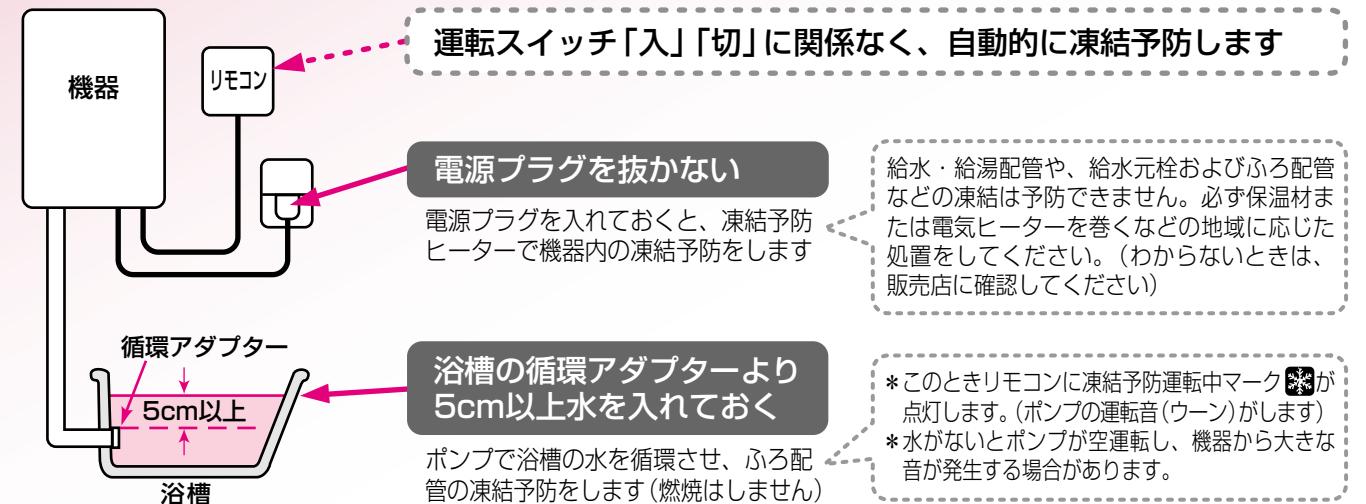 機器
リモコン
運転スイッチ「入」「切」に関係なく、自動的に凍結予防します
電源プラグを抜かない
電源プラグを入れておくと、凍結予防
ヒーターで機器内の凍結予防をします
給水・給湯配管や、給水元栓およびふろ配管
などの凍結は予防できません。必ず保温材ま
たは電気ヒーターを巻くなどの地域に応じた
処置をしてください。（わからないときは、
販売店に確認してください）
循環アダプター
5cm以上
浴槽
浴槽の循環アダプターより
5cm以上水を入れておく
ポンプで浴槽の水を循環させ、ふろ配
管の凍結予防をします（燃焼はしません）
＊このときリモコンに凍結予防運転中マークが
点灯します。（ポンプの運転音（ウーン）がします）
＊水がないとポンプが空運転し、機器から大きな
音が発生する場合があります。